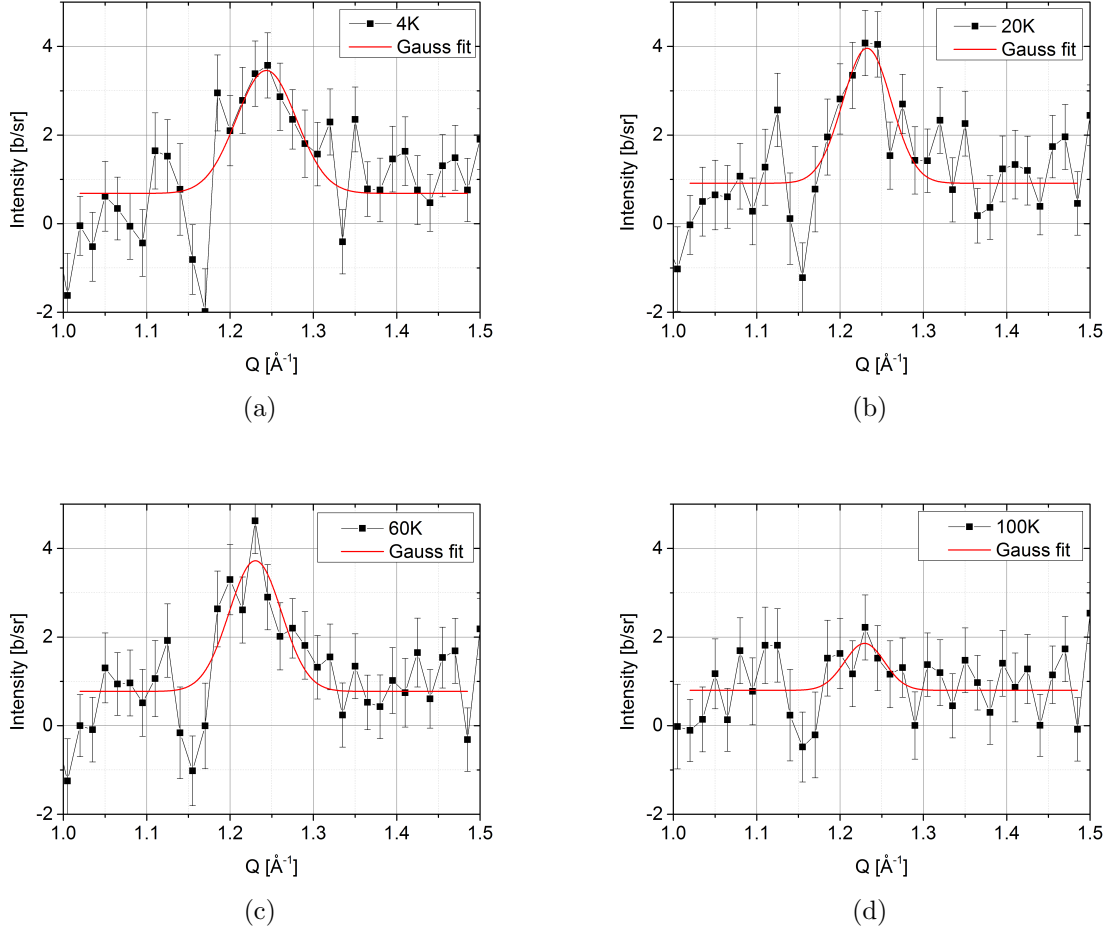 4K
Gauss fit
Intensity [b/sr]
4
2
0
-2
1.0 1.1 1.2 1.3 1.4 1.5
Q [Å-1]
(a)
20K
Gauss fit
Intensity [b/sr]
4
2
0
-2
1.0 1.1 1.2 1.3 1.4 1.5
Q [Å-1]
(b)
60K
Gauss fit
Intensity [b/sr]
4
2
0
-2
1.0 1.1 1.2 1.3 1.4 1.5
Q [Å-1]
(c)
100K
Gauss fit
Intensity [b/sr]
4
2
0
-2
1.0 1.1 1.2 1.3 1.4 1.5
Q [Å-1]
(d)